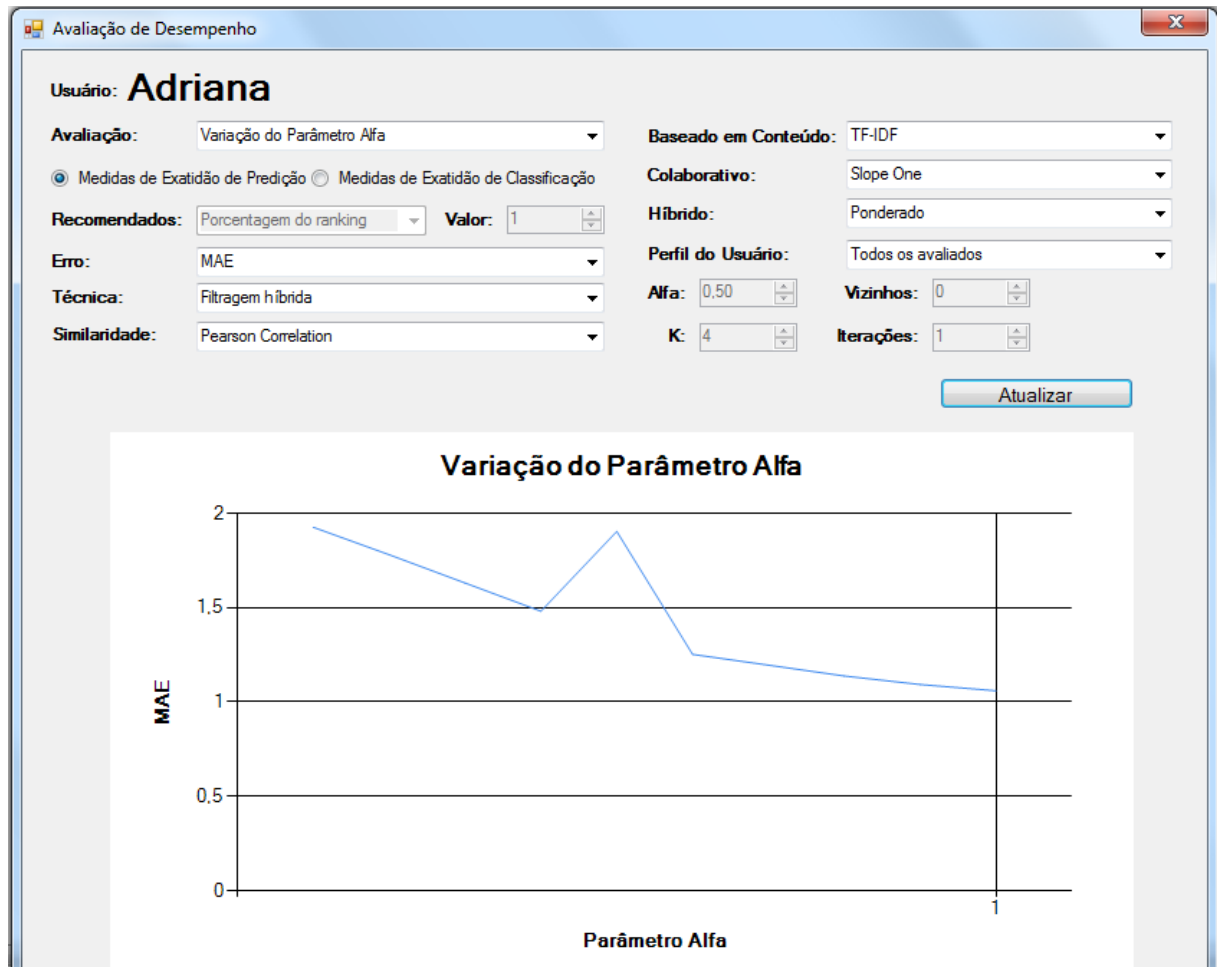 Avaliação de Desempenho
Usuário: Adriana
Avaliação: Variação do Parâmetro Alfa
Baseado em Conteúdo: TF-IDF
Medidas de Exatidão de Predição Medidas de Exatidão de Classificação
Colaborativo: Slope One
Recomendados: Porcentagem do ranking Valor: 1
Híbrido: Ponderado
Erro: MAE
Perfil do Usuário: Todos os avaliados
Técnica: Filtragem híbrida
Alfa: 0,50 Vizinhos: 0
Similaridade: Pearson Correlation
K: 4 Iterações: 1
Atualizar
Variação do Parâmetro Alfa
2
1,5
1
0,5
0
MAE
1
Parâmetro Alfa